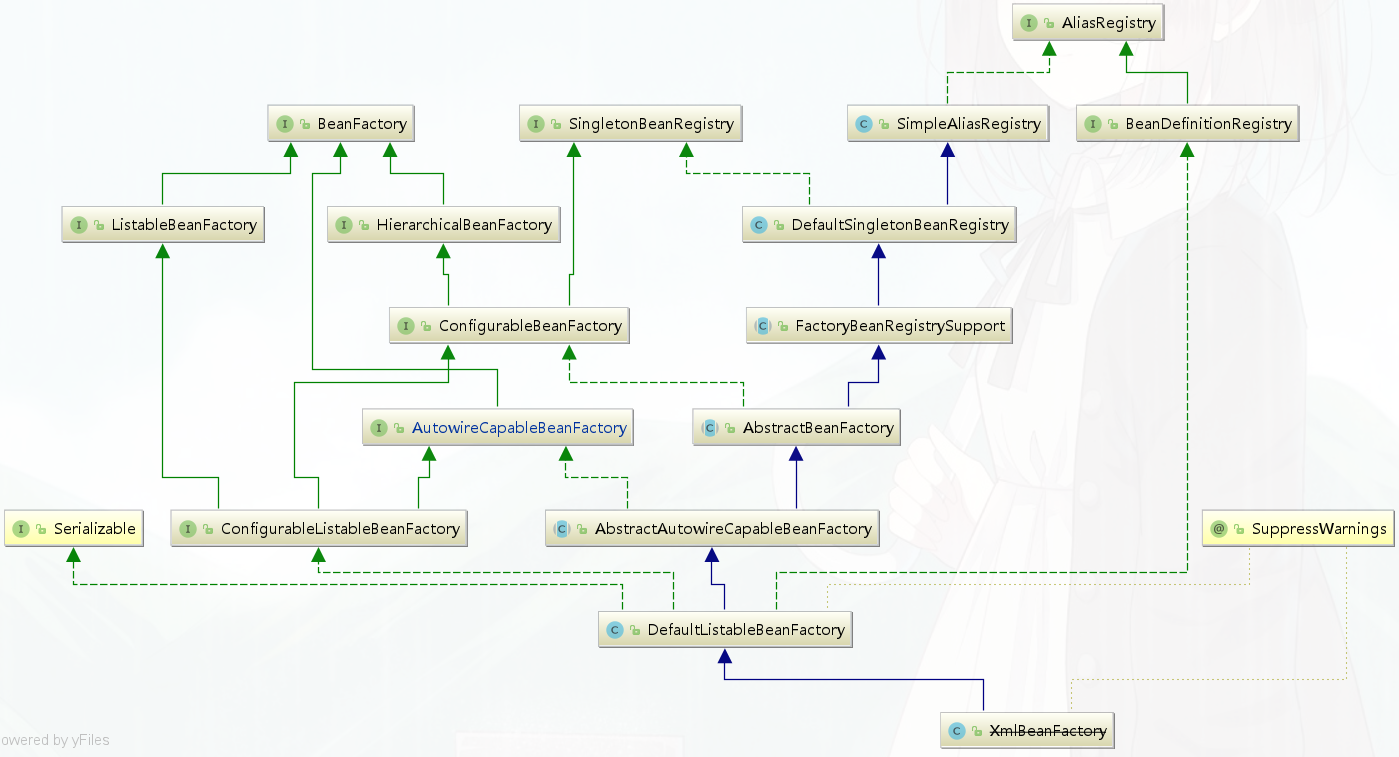 AliasRegistry
BeanFactory
SingletonBeanRegistry
SimpleAliasRegistry
BeanDefinitionRegistry
ListableBeanFactory
HierarchicalBeanFactory
DefaultSingletonBeanRegistry
ConfigurableBeanFactory
FactoryBeanRegistrySupport
AutowireCapableBeanFactory
AbstractBeanFactory
Serializable
ConfigurableListableBeanFactory
AbstractAutowireCapableBeanFactory
SuppressWarnings
DefaultListableBeanFactory
XmlBeanFactory
owered by yFiles